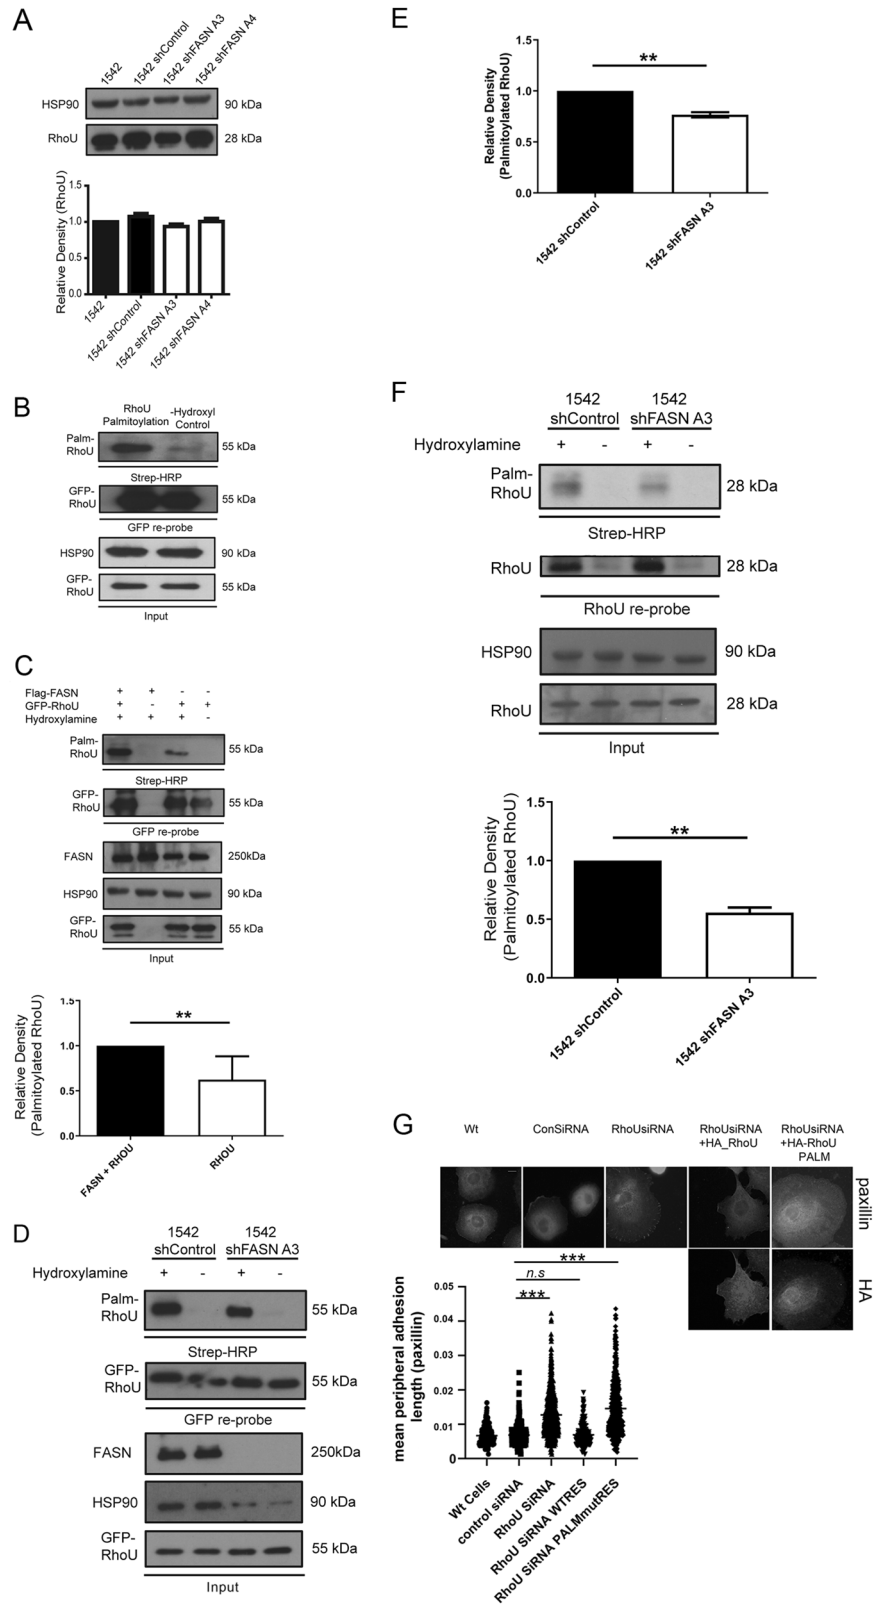 A
1542
1542 shControl
1542 shFASN A3
1542 shFASN A4
HSP90
90 kDa
RhoU
28 kDa
Relative Density (RhoU)
1.5
1.0
0.5
0.0
1542
1542 shControl
1542 shFASN A3
1542 shFASN A4
B
RhoU
Palmitoylation
-Hydroxyl
Control
Palm-
RhoU
55 kDa
Strep-HRP
GFP-
RhoU
55 kDa
GFP re-probe
HSP90
90 kDa
GFP-
RhoU
55 kDa
Input
C
Flag-FASN + + - -
GFP-RhoU + - + +
Hydroxylamine + + + -
Palm-
RhoU
55 kDa
Strep-HRP
GFP-
RhoU
55 kDa
GFP re-probe
FASN
250kDa
HSP90
90 kDa
GFP-
RhoU
55 kDa
Input
Relative Density
(Palmitoylated RhoU)
1.5
1.0
0.5
0.0
FASN + RHOU
RHOU
**
D
1542
shControl
1542
shFASN A3
Hydroxylamine + - + -
Palm-
RhoU
55 kDa
Strep-HRP
GFP-
RhoU
55 kDa
GFP re-probe
FASN
250kDa
HSP90
90 kDa
GFP-
RhoU
55 kDa
Input
E
Relative Density
(Palmitoylated RhoU)
1.5
1.0
0.5
0.0
**
1542 shControl
1542 shFASN A3
F
1542
shControl
1542
shFASN A3
Hydroxylamine + - + -
Palm-
RhoU
28 kDa
Strep-HRP
RhoU
28 kDa
RhoU re-probe
HSP90
90 kDa
RhoU
28 kDa
Input
Relative Density
(Palmitoylated RhoU)
1.5
1.0
0.5
0.0
**
1542 shControl
1542 shFASN A3
G
Wt
ConSiRNA
RhoUsiRNA
RhoUsiRNA
+HA_RhoU
RhoUsiRNA
+HA-RhoU
PALM
paxillin
HA
mean peripheral adhesion
length (paxillin)
0.05
0.04
0.03
0.02
0.01
0
***
n.s
***
Wt Cells
control siRNA
RhoU SiRNA
RhoU SiRNA WTRES
RhoU SiRNA PALMmutRES